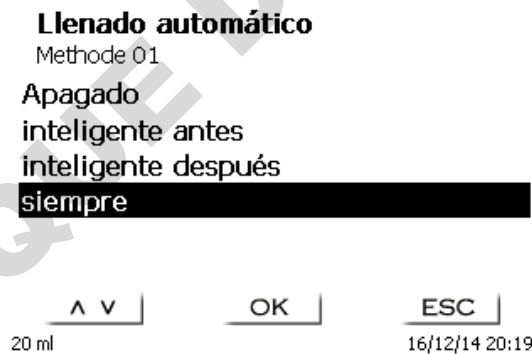 Llenado automático
Methode 01
Apagado
inteligente antes
inteligente después
siempre
∧ ∨ OK ESC
20 ml 16/12/14 20:19